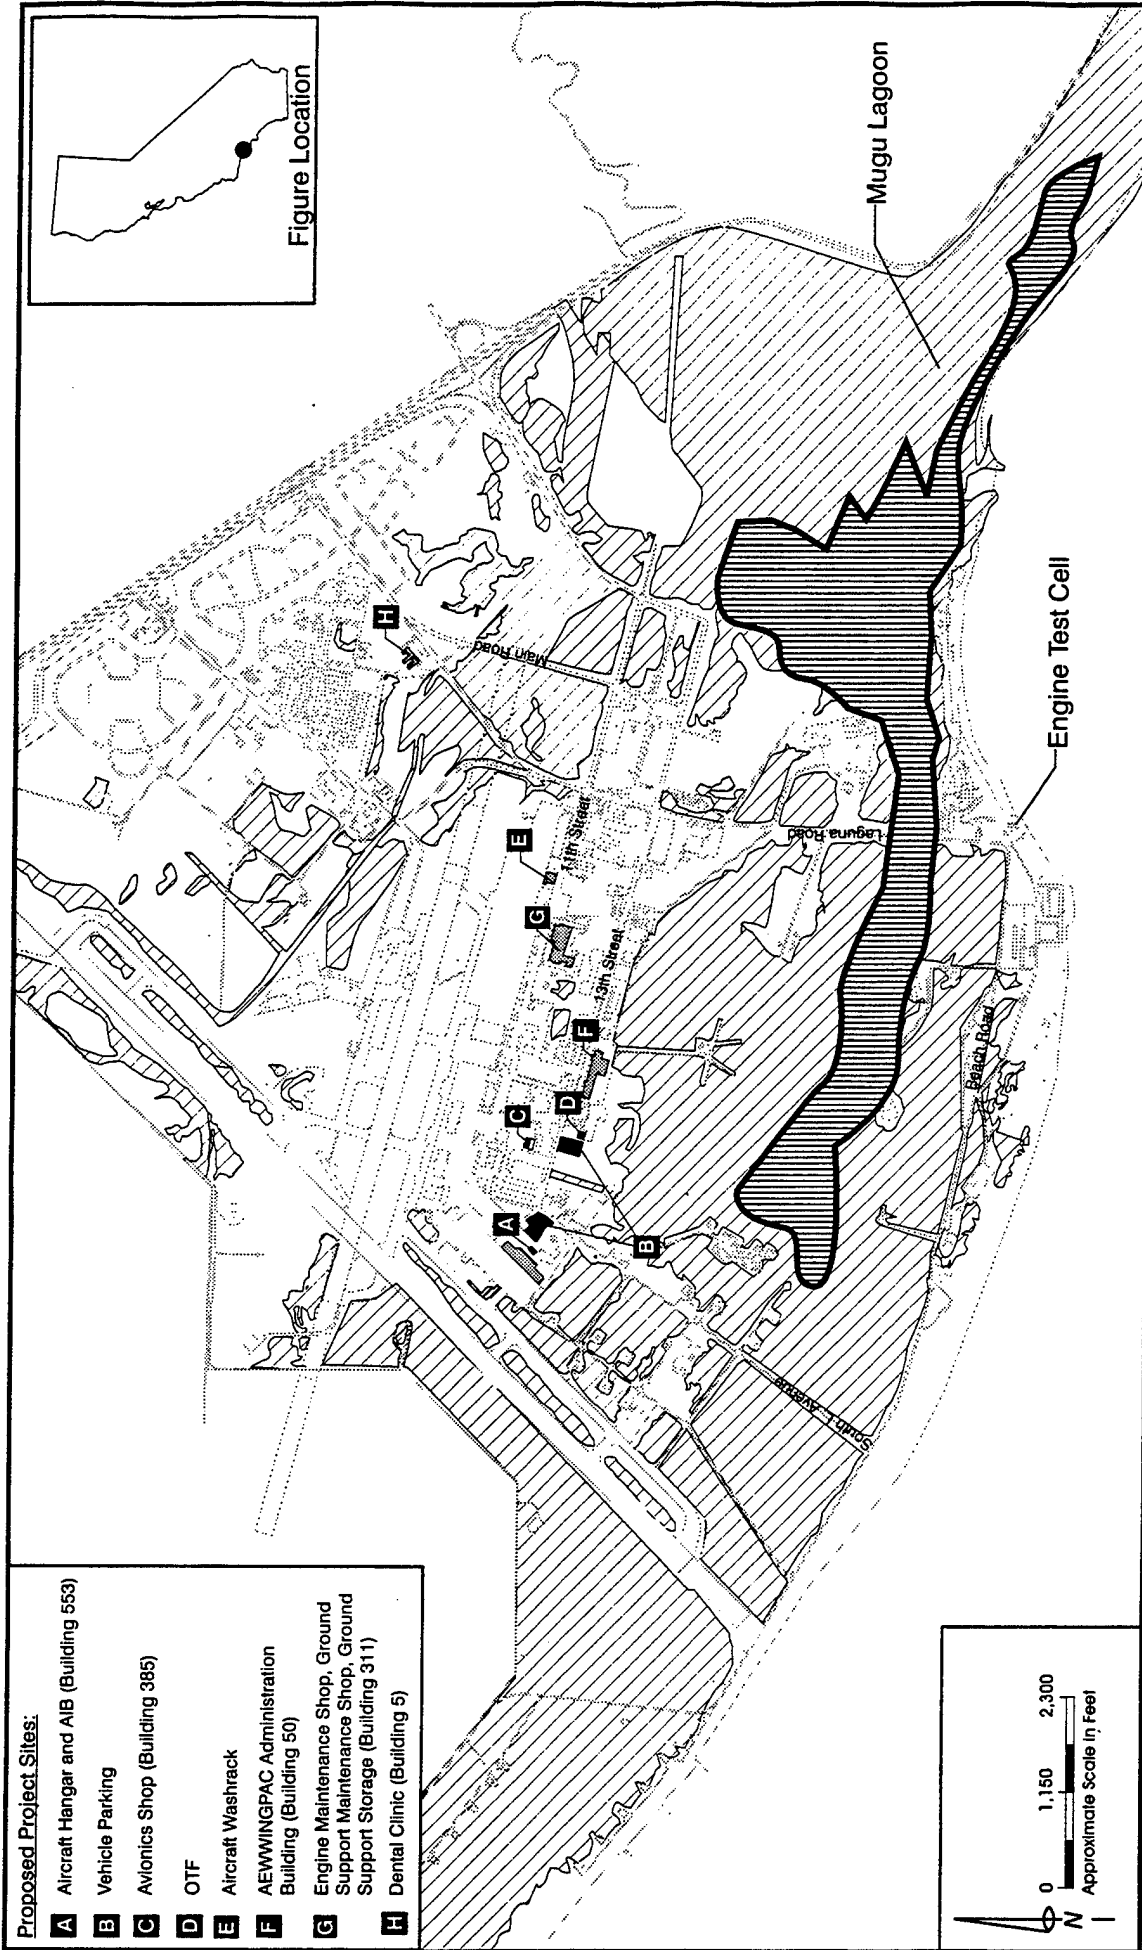 Proposed Project Sites:
A Aircraft Hangar and AIB (Building 553)
B Vehicle Parking
C Avionics Shop (Building 385)
D OTF
E Aircraft Washrack
F AEWWINGPAC Administration
Building (Building 50)
G Engine Maintenance Shop, Ground
Support Maintenance Shop, Ground
Support Storage (Building 311)
H Dental Clinic (Building 5)
Figure Location
Mugu Lagoon
Engine Test Cell
Main Road
11th Street
13th Street
Laguna Road
Beach Road
South L Avenue
A
B
C
D
E
F
G
H
N
0 1,150 2,300
Approximate Scale in Feet